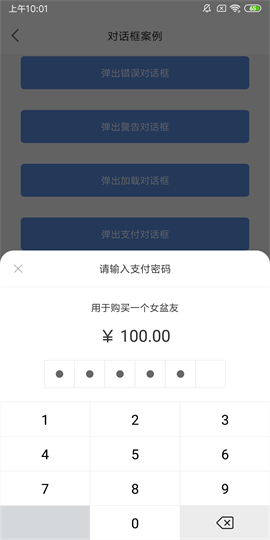 上午10:01
65
对话框案例
弹出错误对话框
弹出警告对话框
弹出加载对话框
弹出支付对话框
请输入支付密码
用于购买一个女盆友
￥ 100.00
1 2 3
4 5 6
7 8 9
0